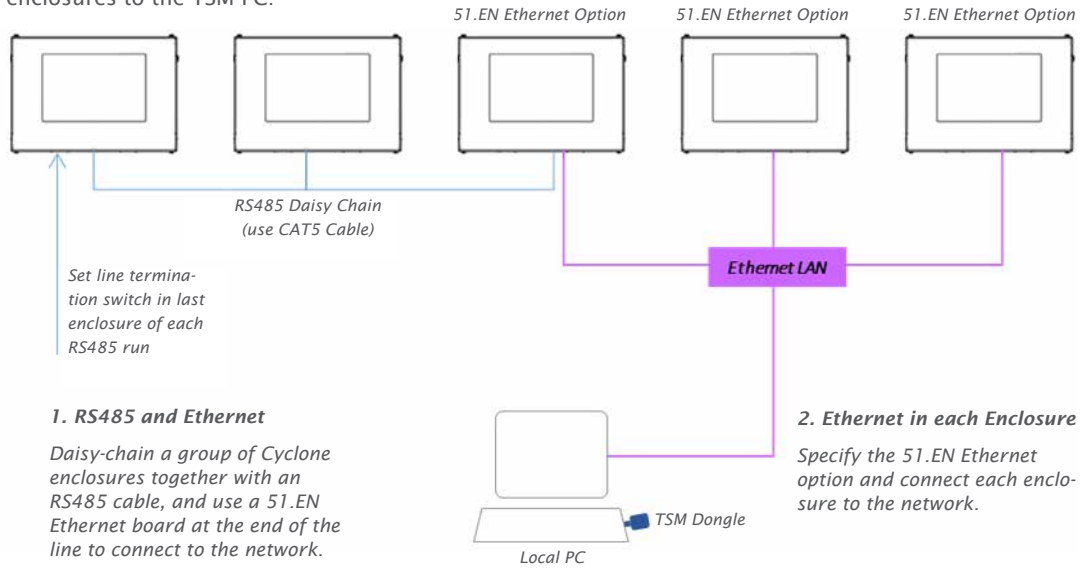 enclosures to the TSM PC.
51.EN Ethernet Option
51.EN Ethernet Option
51.EN Ethernet Option
RS485 Daisy Chain
(use CAT5 Cable)
Ethernet LAN
Set line termina-
tion switch in last
enclosure of each
RS485 run
1. RS485 and Ethernet
Daisy-chain a group of Cyclone
enclosures together with an
RS485 cable, and use a 51.EN
Ethernet board at the end of the
line to connect to the network.
2. Ethernet in each Enclosure
Specify the 51.EN Ethernet
option and connect each enclo-
sure to the network.
TSM Dongle
Local PC